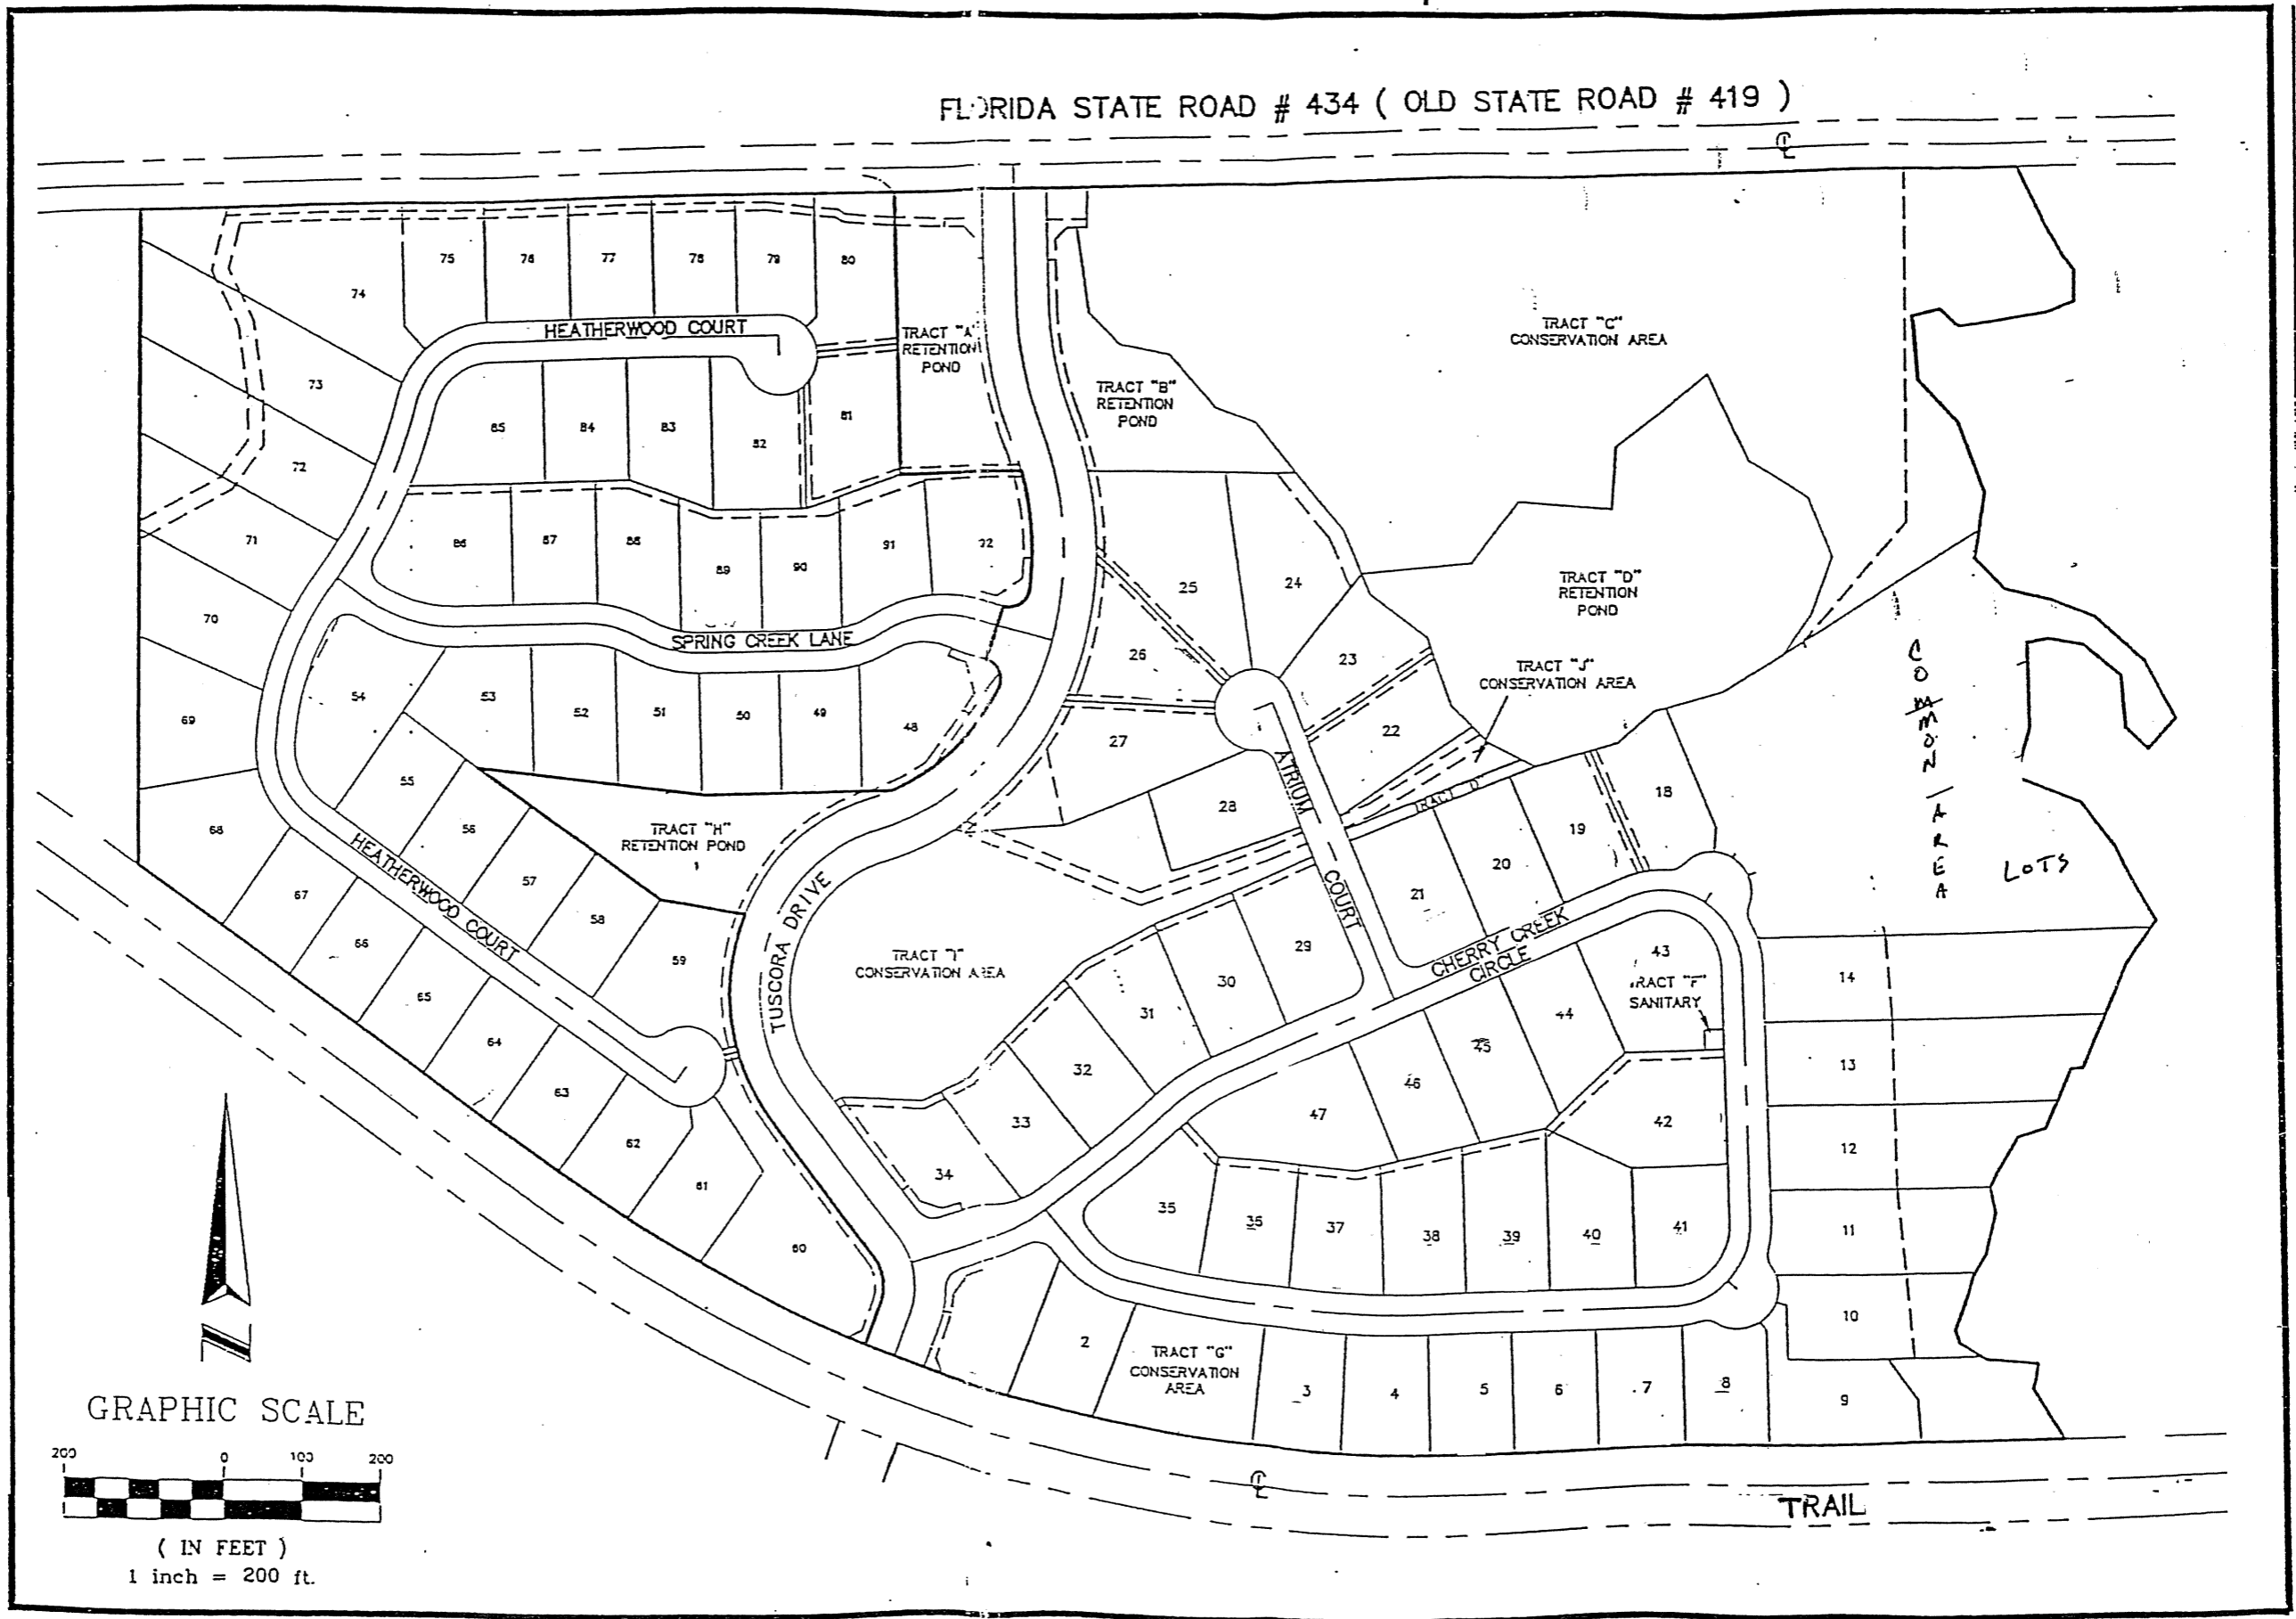 FLORIDA STATE ROAD # 434 ( OLD STATE ROAD # 419 )
75
76
77
78
79
80
74
HEATHERWOOD COURT
TRACT "A"
RETENTION
POND
TRACT "C"
CONSERVATION AREA
73
TRACT "B"
RETENTION
POND
85
84
83
82
81
72
71
86
87
88
89
90
91
92
25
24
TRACT "D"
RETENTION
POND
70
SPRING CREEK LANE
26
23
TRACT "J"
CONSERVATION AREA
COMMON AREA
69
54
53
52
51
50
49
48
27
22
55
ATRIUM
COURT
28
18
68
56
TRACT "H"
RETENTION POND
19
20
LOTS
HEATHERWOOD COURT
67
57
TUSCORA DRIVE
21
58
66
59
TRACT "I"
CONSERVATION AREA
29
CHERRY CREEK
CIRCLE
43
TRACT "F"
SANITARY
14
30
65
31
44
64
45
13
32
46
63
47
33
42
12
62
34
61
35
36
37
38
39
40
41
11
60
10
2
TRACT "G"
CONSERVATION
AREA
3
4
5
6
7
8
9
N
GRAPHIC SCALE
200 0 100 200
( IN FEET )
1 inch = 200 ft.
TRAIL